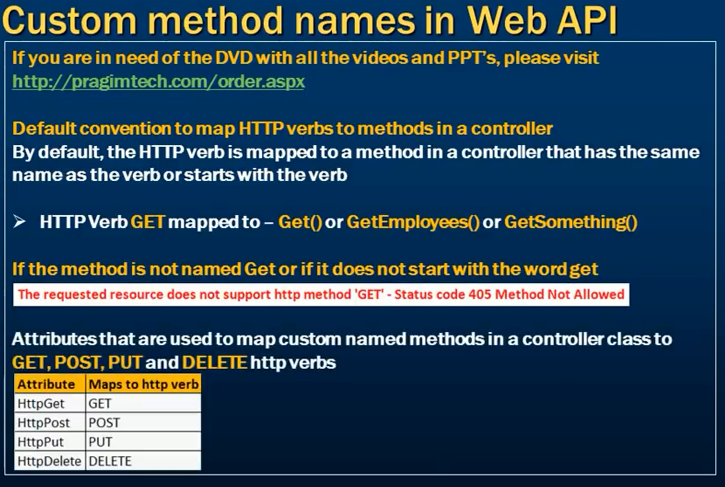 Custom method names in Web API
If you are in need of the DVD with all the videos and PPT's, please visit
http://pragimtech.com/order.aspx
Default convention to map HTTP verbs to methods in a controller
By default, the HTTP verb is mapped to a method in a controller that has the same
name as the verb or starts with the verb
➢ HTTP Verb GET mapped to – Get() or GetEmployees() or GetSomething()
If the method is not named Get or if it does not start with the word get
The requested resource does not support http method 'GET' - Status code 405 Method Not Allowed
Attributes that are used to map custom named methods in a controller class to
GET, POST, PUT and DELETE http verbs
Attribute Maps to http verb
HttpGet GET
HttpPost POST
HttpPut PUT
HttpDelete DELETE